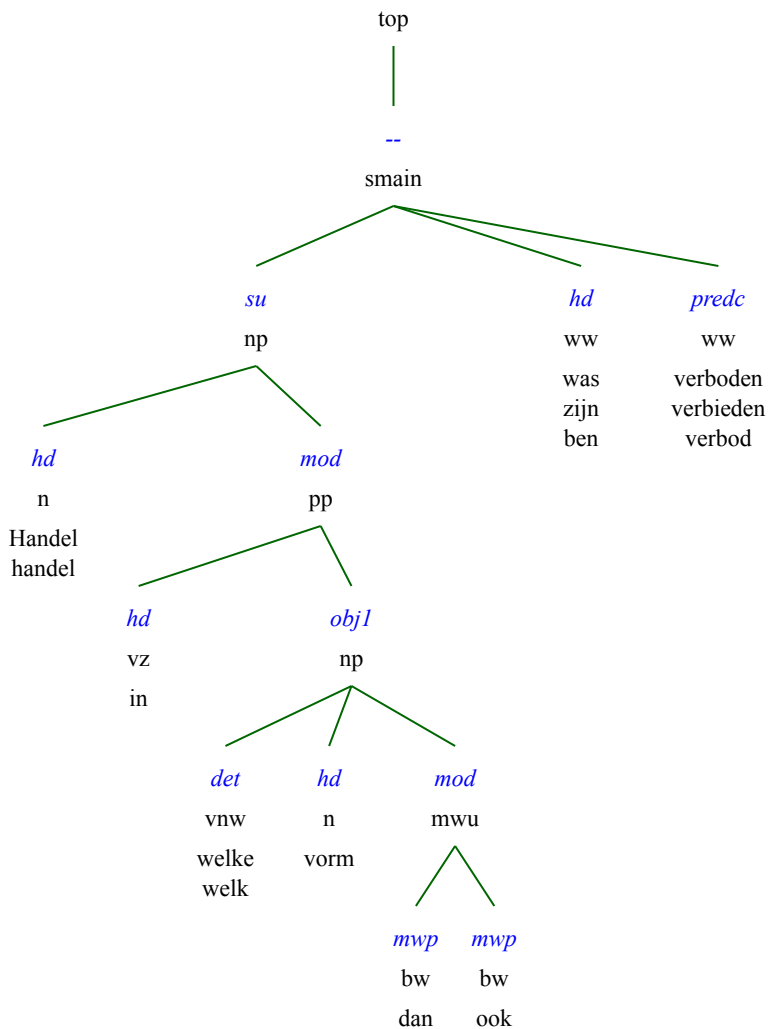 top
--
smain
su hd predc
np ww ww
was verboden
zijn verbieden
ben verbod
hd mod
n pp
Handel
handel
hd obj1
vz np
in
det hd mod
vnw n mwu
welke vorm
welk
mwp mwp
bw bw
dan ook